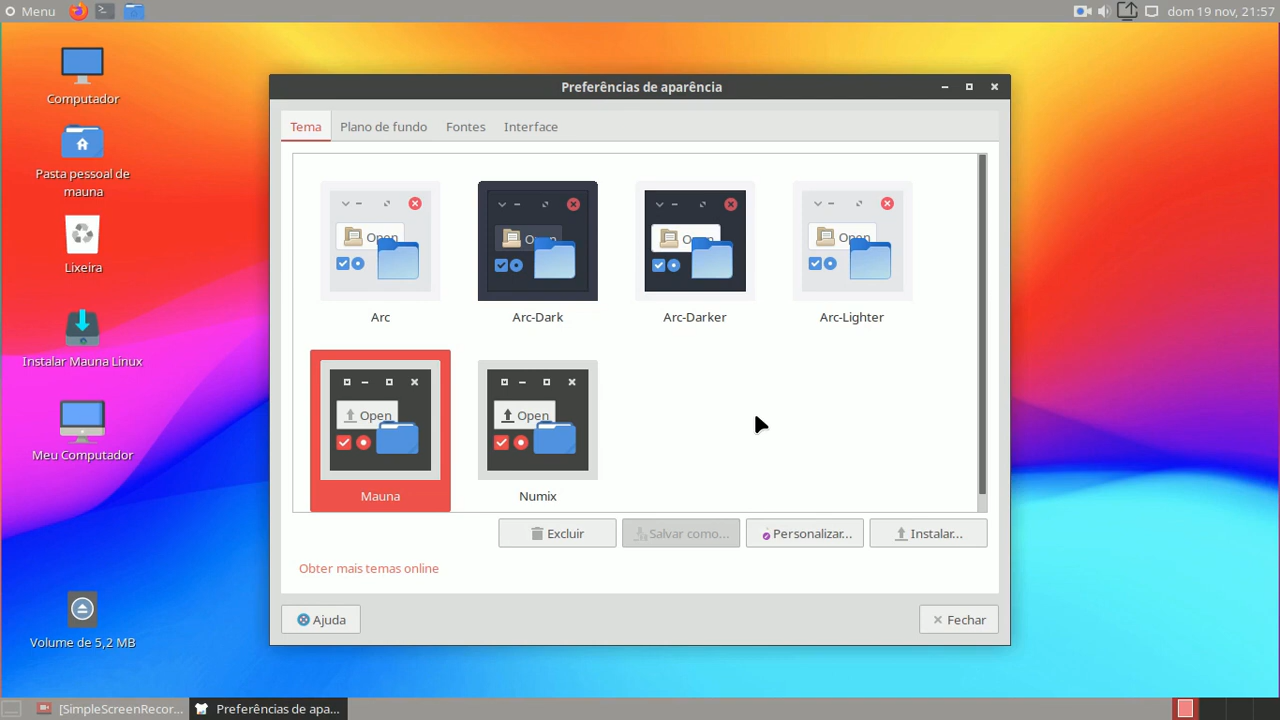 Menu
dom 19 nov, 21:57
Computador
Pasta pessoal de
mauna
Lixeira
Instalar Mauna Linux
Meu Computador
Volume de 5,2 MB
Preferências de aparência
Tema
Plano de fundo
Fontes
Interface
Open
Open
Open
Open
Arc
Arc-Dark
Arc-Darker
Arc-Lighter
Open
Open
Mauna
Numix
Excluir
Salvar como...
Personalizar...
Instalar...
Obter mais temas online
Ajuda
Fechar
[SimpleScreenRecor...
Preferências de apa...